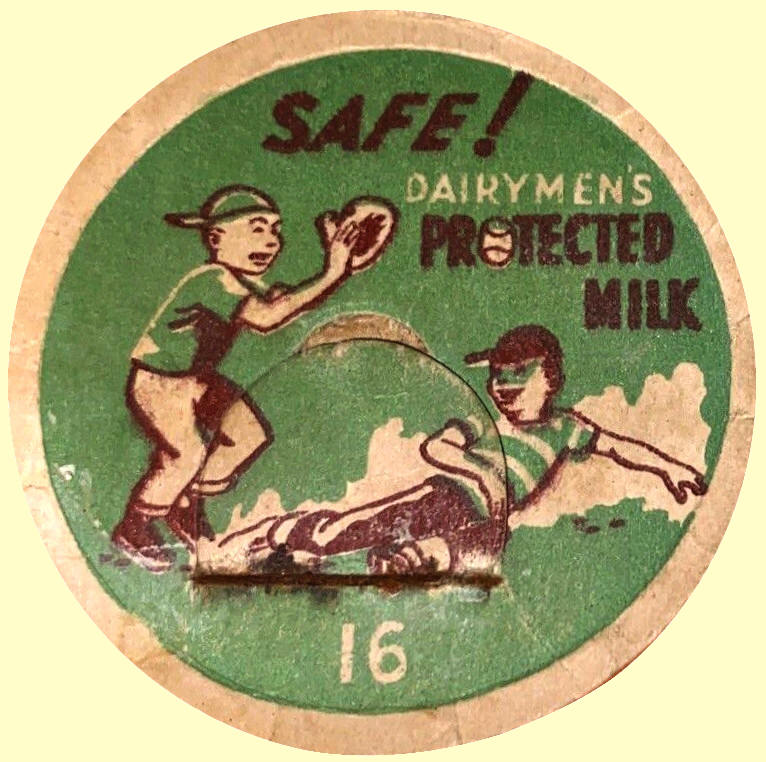 SAFE!
DAIRYMEN'S
PROTECTED
MILK
16